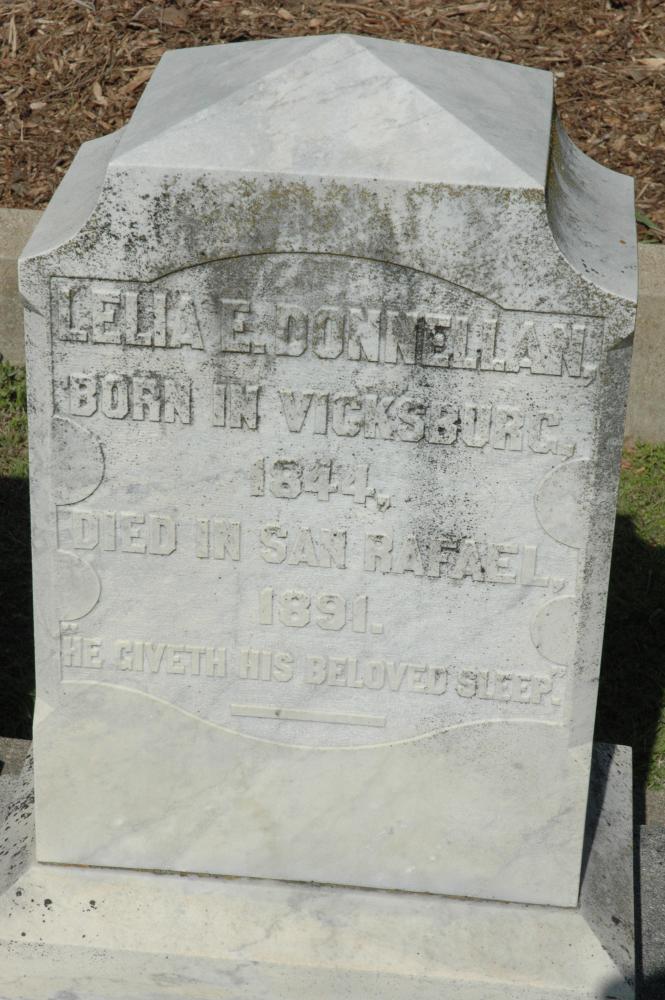 LELIA E. DONNELLAN,
BORN IN VICKSBURG,
1844,
DIED IN SAN RAFAEL,
1891.
"HE GIVETH HIS BELOVED SLEEP."